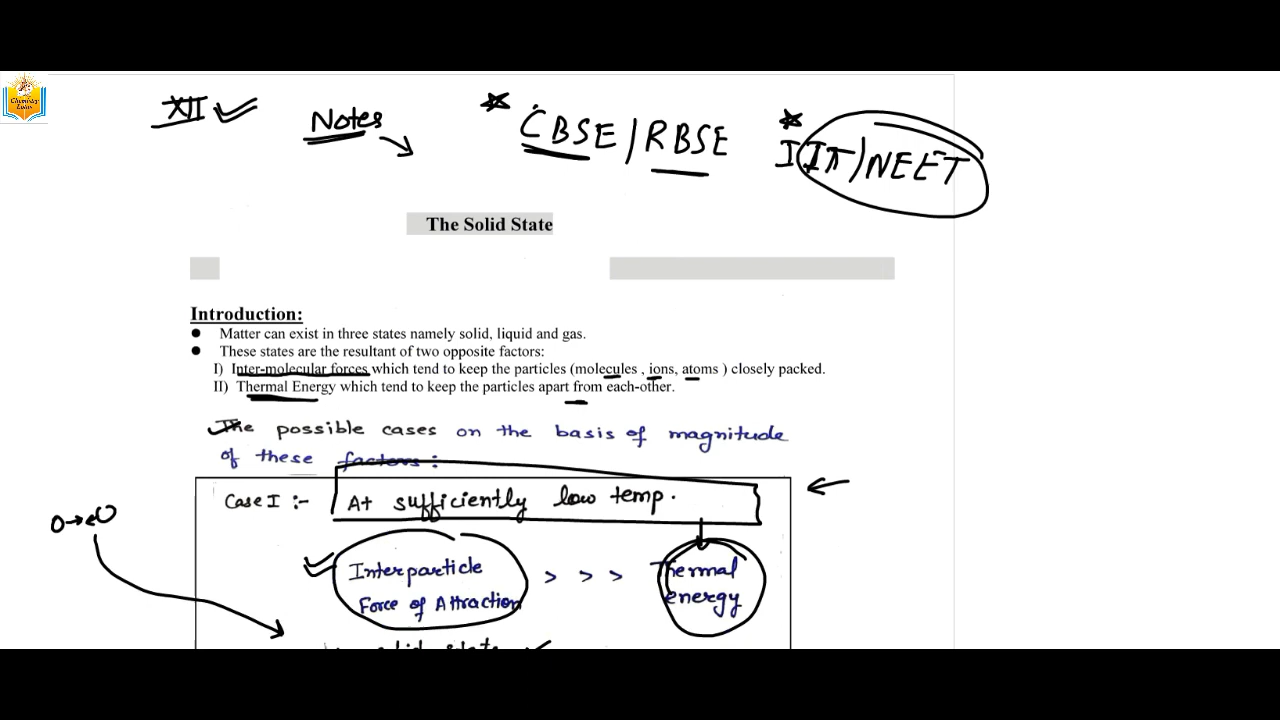 Chemistry
XII
Notes
CBSE/RBSE
IIT/NEET
The Solid State
Introduction:
● Matter can exist in three states namely solid, liquid and gas.
● These states are the resultant of two opposite factors:
I) Inter-molecular forces which tend to keep the particles (molecules , ions, atoms ) closely packed.
II) Thermal Energy which tend to keep the particles apart from each-other.
The possible cases on the basis of magnitude
of these factors:
Case I :- At sufficiently low temp.
Interparticle
Force of Attraction
> > >
Thermal
energy
solid state